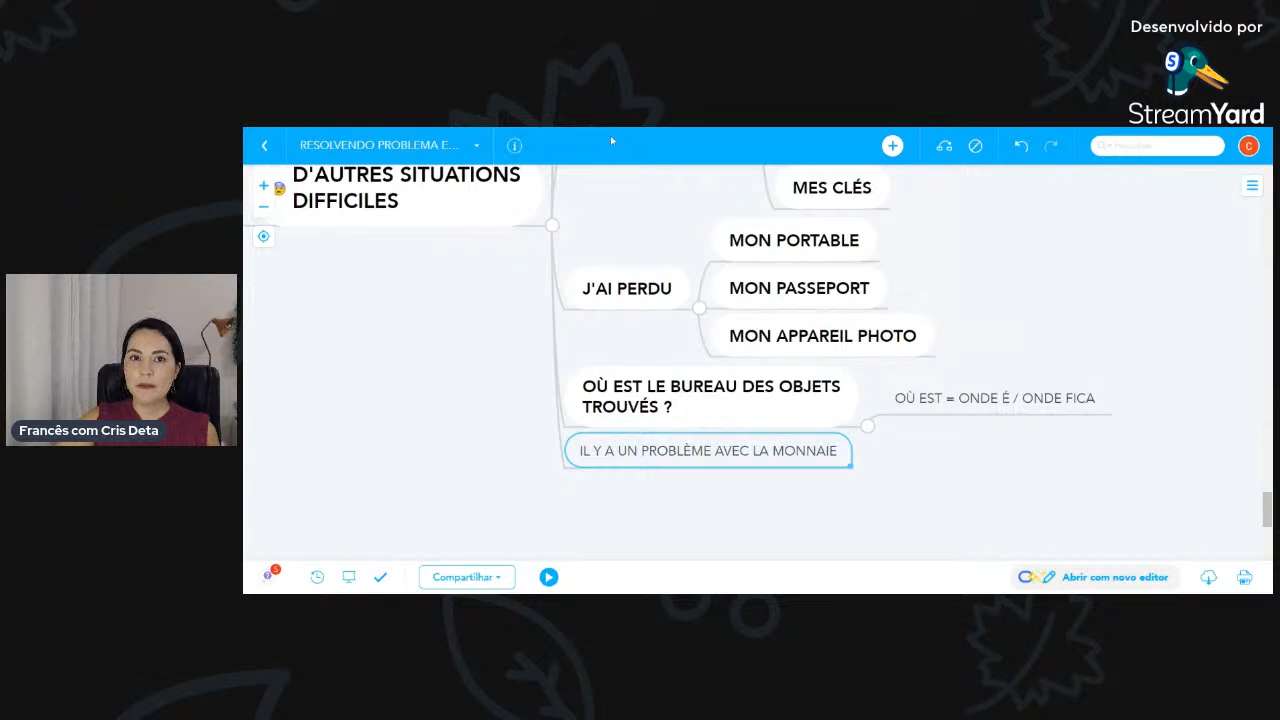 Desenvolvido por
StreamYard
RESOLVENDO PROBLEMA E...
C
D'AUTRES SITUATIONS
DIFFICILES
MES CLÉS
MON PORTABLE
J'AI PERDU
MON PASSEPORT
MON APPAREIL PHOTO
OÙ EST LE BUREAU DES OBJETS
TROUVÉS ?
OÙ EST = ONDE É / ONDE FICA
IL Y A UN PROBLÈME AVEC LA MONNAIE
Francês com Cris Deta
5
Compartilhar
Abrir com novo editor